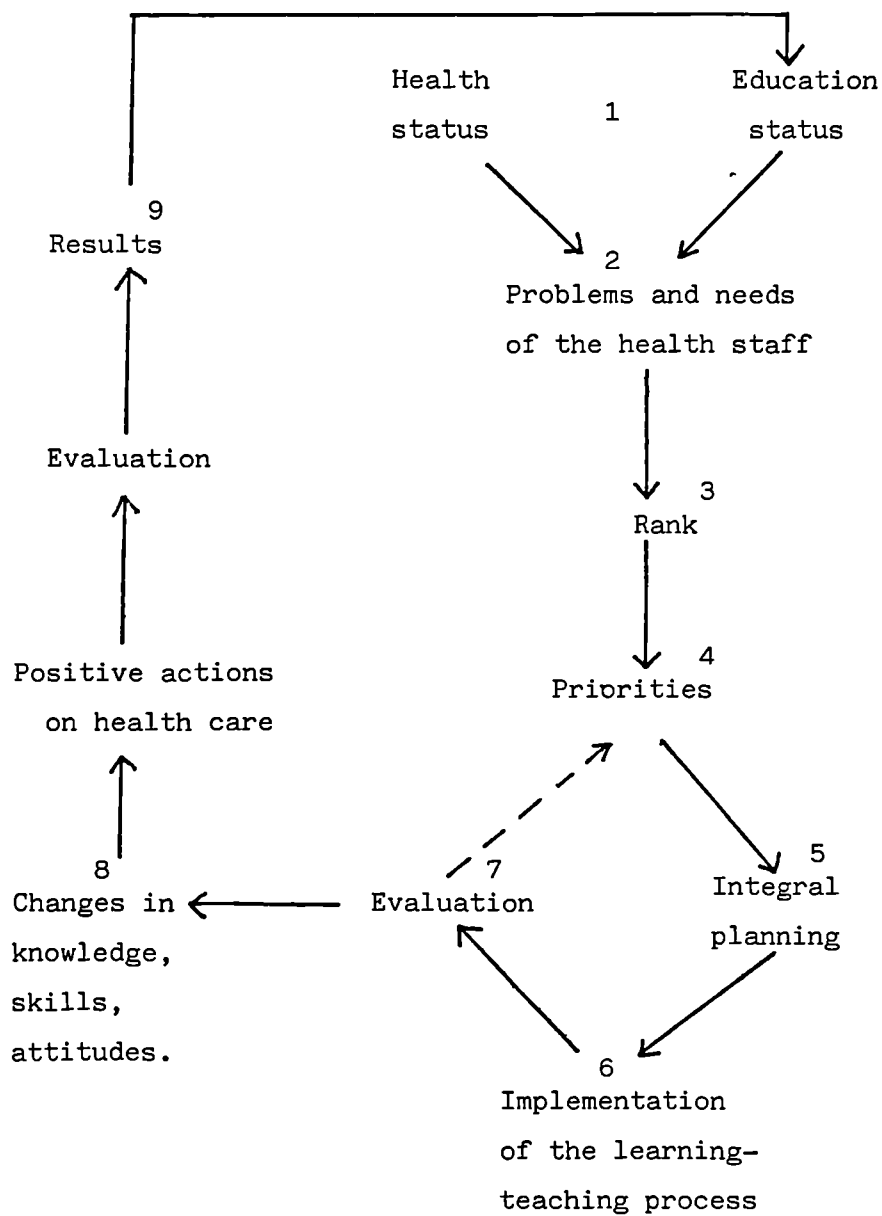 Health Education
status 1 status
9
Results
2
Problems and needs
of the health staff
Evaluation
3
Rank
Positive actions
on health care
4
Priorities
8
Changes in
knowledge,
skills,
attitudes.
7
Evaluation
5
Integral
planning
6
Implementation
of the learning-
teaching process